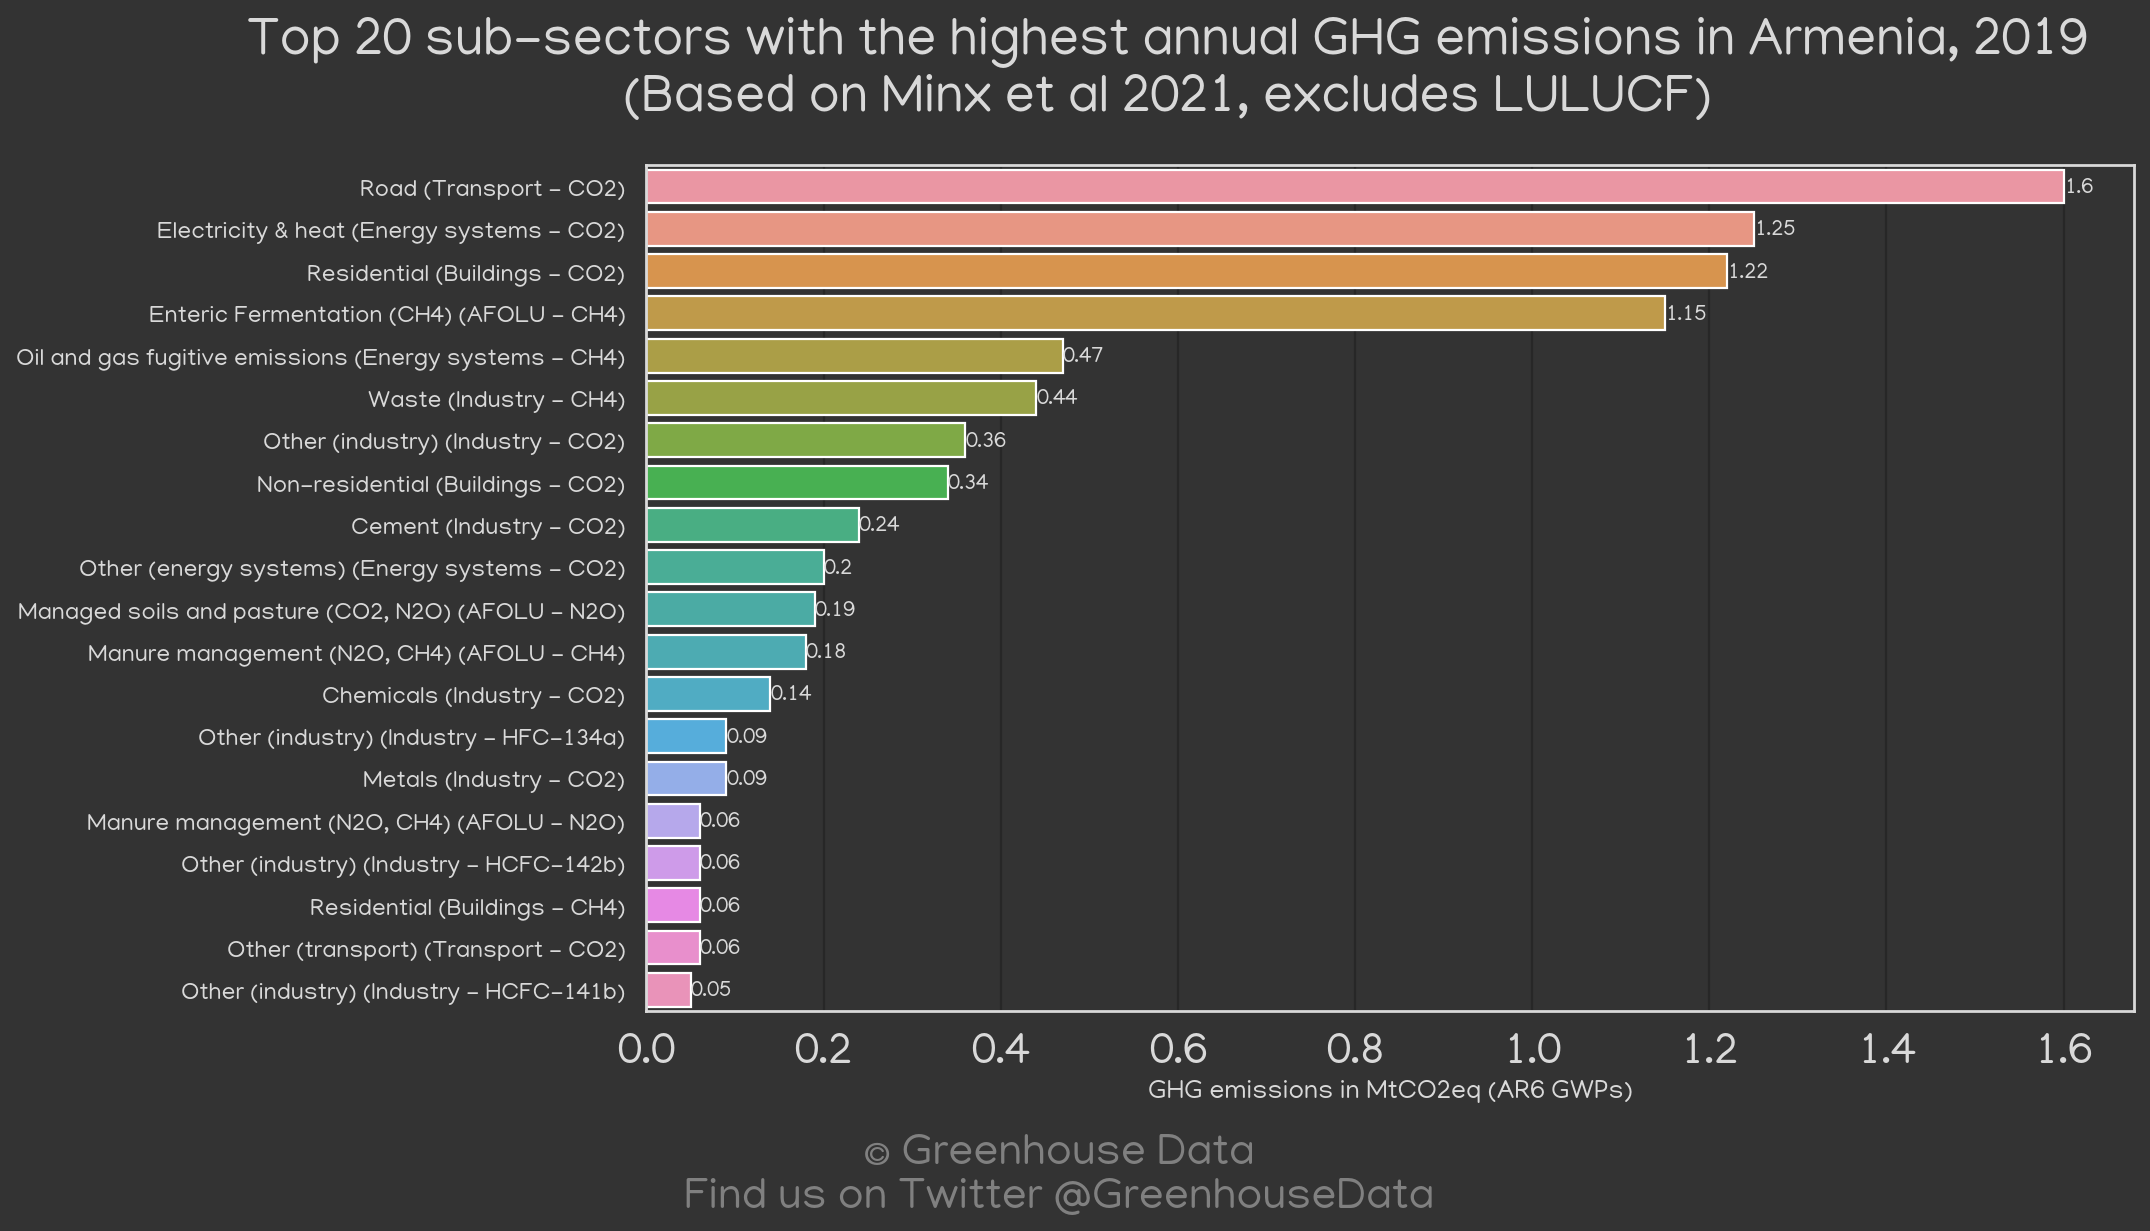 Top 20 sub-sectors with the highest annual GHG emissions in Armenia, 2019
(Based on Minx et al 2021, excludes LULUCF)
Road (Transport - CO2) 1.6
Electricity & heat (Energy systems - CO2) 1.25
Residential (Buildings - CO2) 1.22
Enteric Fermentation (CH4) (AFOLU - CH4) 1.15
Oil and gas fugitive emissions (Energy systems - CH4) 0.47
Waste (Industry - CH4) 0.44
Other (industry) (Industry - CO2) 0.36
Non-residential (Buildings - CO2) 0.34
Cement (Industry - CO2) 0.24
Other (energy systems) (Energy systems - CO2) 0.2
Managed soils and pasture (CO2, N2O) (AFOLU - N2O) 0.19
Manure management (N2O, CH4) (AFOLU - CH4) 0.18
Chemicals (Industry - CO2) 0.14
Other (industry) (Industry - HFC-134a) 0.09
Metals (Industry - CO2) 0.09
Manure management (N2O, CH4) (AFOLU - N2O) 0.06
Other (industry) (Industry - HCFC-142b) 0.06
Residential (Buildings - CH4) 0.06
Other (transport) (Transport - CO2) 0.06
Other (industry) (Industry - HCFC-141b) 0.05
0.0 0.2 0.4 0.6 0.8 1.0 1.2 1.4 1.6
GHG emissions in MtCO2eq (AR6 GWPs)
© Greenhouse Data
Find us on Twitter @GreenhouseData